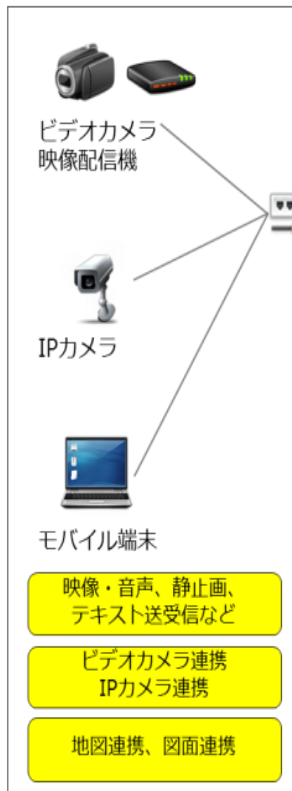 ビデオカメラ
映像配信機
IPカメラ
モバイル端末
映像・音声、静止画、
テキスト送受信など
ビデオカメラ連携
IPカメラ連携
地図連携、図面連携